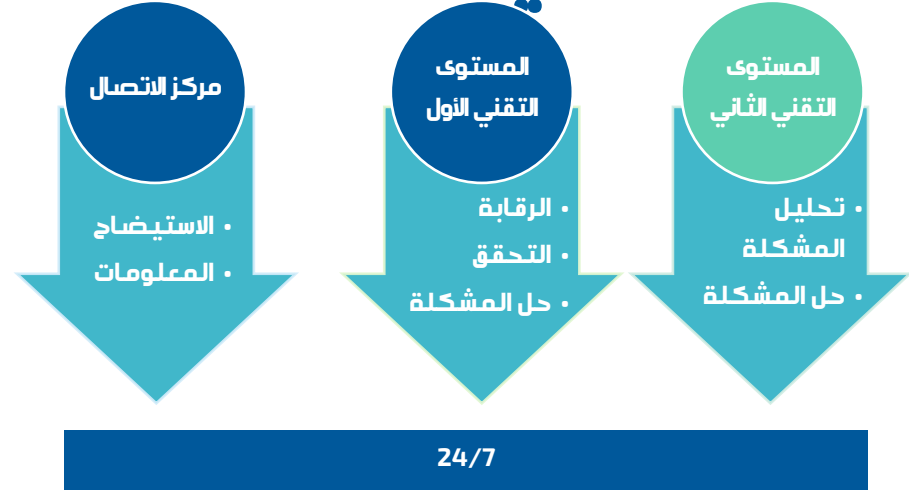 المستوى
التقني الثاني
• تحليل
المشكلة
• حل المشكلة
المستوى
التقني الأول
• الرقابة
• التحقق
• حل المشكلة
مركز الاتصال
• الاستيضاح
• المعلومات
24/7